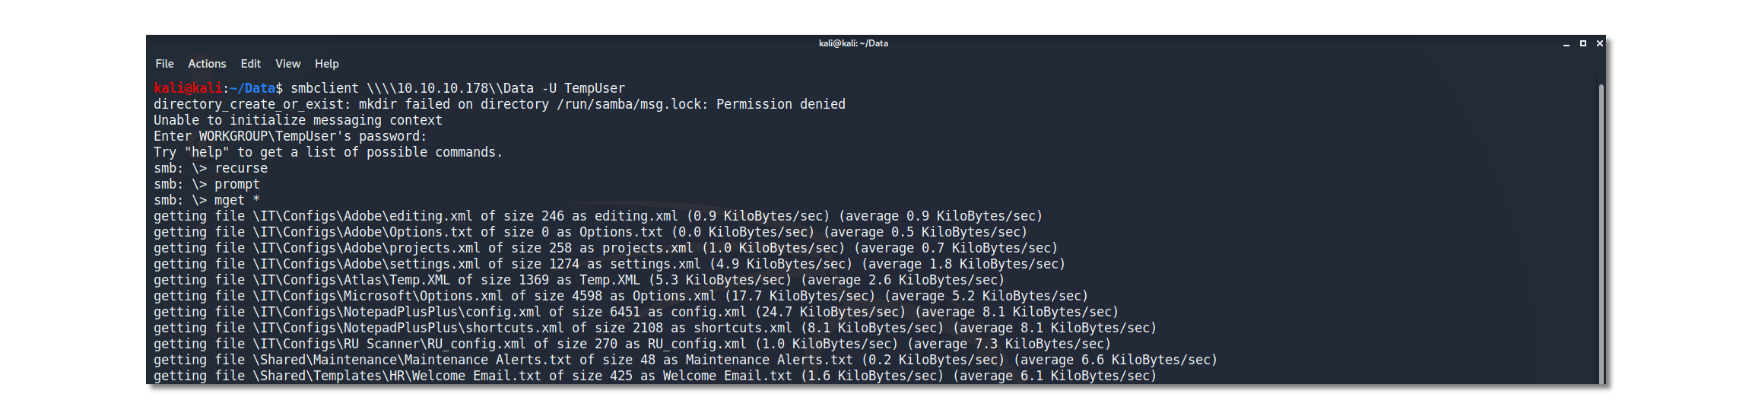 kali@kali: ~/Data
File Actions Edit View Help
kali@kali:~/Data$ smbclient \\\\10.10.10.178\\Data -U TempUser
directory_create_or_exist: mkdir failed on directory /run/samba/msg.lock: Permission denied
Unable to initialize messaging context
Enter WORKGROUP\TempUser's password:
Try "help" to get a list of possible commands.
smb: \> recurse
smb: \> prompt
smb: \> mget *
getting file \IT\Configs\Adobe\editing.xml of size 246 as editing.xml (0.9 KiloBytes/sec) (average 0.9 KiloBytes/sec)
getting file \IT\Configs\Adobe\Options.txt of size 0 as Options.txt (0.0 KiloBytes/sec) (average 0.5 KiloBytes/sec)
getting file \IT\Configs\Adobe\projects.xml of size 258 as projects.xml (1.0 KiloBytes/sec) (average 0.7 KiloBytes/sec)
getting file \IT\Configs\Adobe\settings.xml of size 1274 as settings.xml (4.9 KiloBytes/sec) (average 1.8 KiloBytes/sec)
getting file \IT\Configs\Atlas\Temp.XML of size 1369 as Temp.XML (5.3 KiloBytes/sec) (average 2.6 KiloBytes/sec)
getting file \IT\Configs\Microsoft\Options.xml of size 4598 as Options.xml (17.7 KiloBytes/sec) (average 5.2 KiloBytes/sec)
getting file \IT\Configs\NotepadPlusPlus\config.xml of size 6451 as config.xml (24.7 KiloBytes/sec) (average 8.1 KiloBytes/sec)
getting file \IT\Configs\NotepadPlusPlus\shortcuts.xml of size 2108 as shortcuts.xml (8.1 KiloBytes/sec) (average 8.1 KiloBytes/sec)
getting file \IT\Configs\RU Scanner\RU_config.xml of size 270 as RU_config.xml (1.0 KiloBytes/sec) (average 7.3 KiloBytes/sec)
getting file \Shared\Maintenance\Maintenance Alerts.txt of size 48 as Maintenance Alerts.txt (0.2 KiloBytes/sec) (average 6.6 KiloBytes/sec)
getting file \Shared\Templates\HR\Welcome Email.txt of size 425 as Welcome Email.txt (1.6 KiloBytes/sec) (average 6.1 KiloBytes/sec)